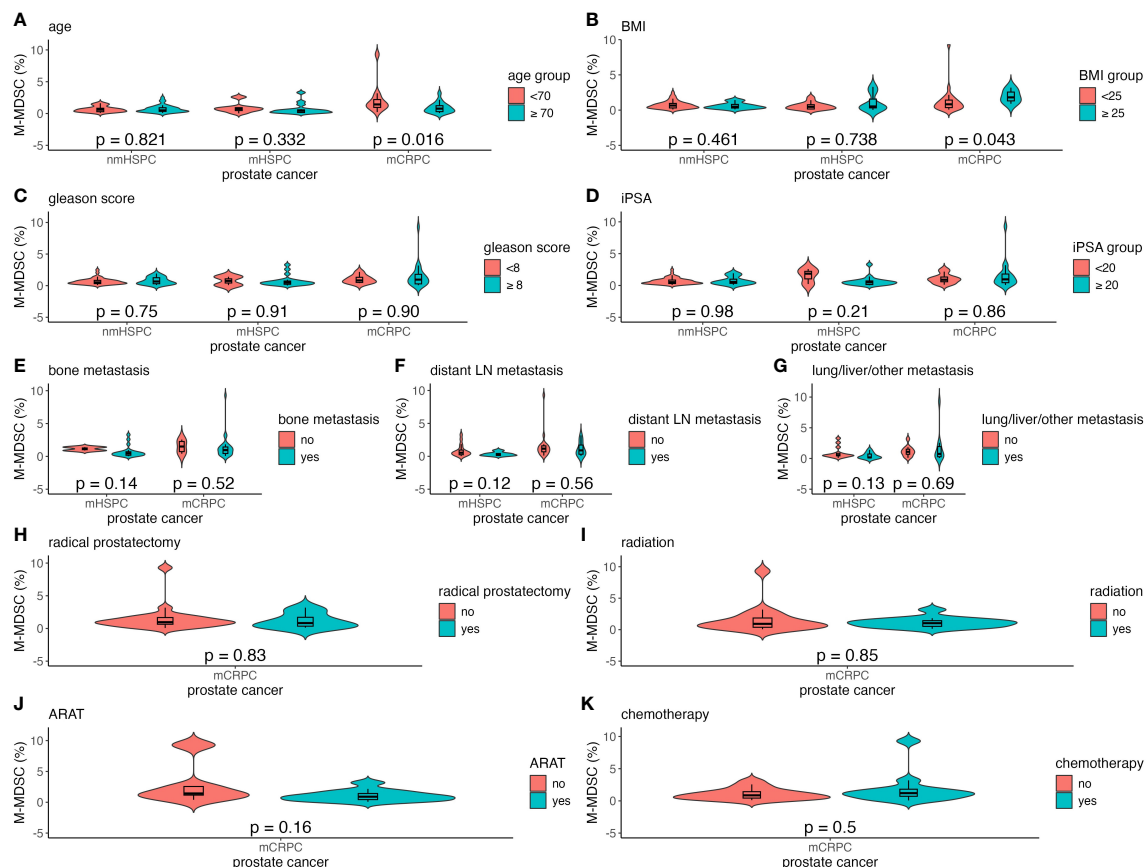 A
age
M-MDSC (%)
10
5
0
-5
p = 0.821
p = 0.332
p = 0.016
nmHSPC
mHSPC
mCRPC
prostate cancer
age group
<70
≥ 70
B
BMI
M-MDSC (%)
10
5
0
-5
p = 0.461
p = 0.738
p = 0.043
nmHSPC
mHSPC
mCRPC
prostate cancer
BMI group
<25
≥ 25
C
gleason score
M-MDSC (%)
10
5
0
-5
p = 0.75
p = 0.91
p = 0.90
nmHSPC
mHSPC
mCRPC
prostate cancer
gleason score
<8
≥ 8
D
iPSA
M-MDSC (%)
10
5
0
-5
p = 0.98
p = 0.21
p = 0.86
nmHSPC
mHSPC
mCRPC
prostate cancer
iPSA group
<20
≥ 20
E
bone metastasis
M-MDSC (%)
10
5
0
-5
p = 0.14
p = 0.52
mHSPC
mCRPC
prostate cancer
bone metastasis
no
yes
F
distant LN metastasis
M-MDSC (%)
10
5
0
-5
p = 0.12
p = 0.56
mHSPC
mCRPC
prostate cancer
distant LN metastasis
no
yes
G
lung/liver/other metastasis
M-MDSC (%)
10
5
0
-5
p = 0.13
p = 0.69
mHSPC
mCRPC
prostate cancer
lung/liver/other metastasis
no
yes
H
radical prostatectomy
M-MDSC (%)
10
5
0
-5
p = 0.83
mCRPC
prostate cancer
radical prostatectomy
no
yes
I
radiation
M-MDSC (%)
10
5
0
-5
p = 0.85
mCRPC
prostate cancer
radiation
no
yes
J
ARAT
M-MDSC (%)
10
5
0
-5
p = 0.16
mCRPC
prostate cancer
ARAT
no
yes
K
chemotherapy
M-MDSC (%)
10
5
0
-5
p = 0.5
mCRPC
prostate cancer
chemotherapy
no
yes